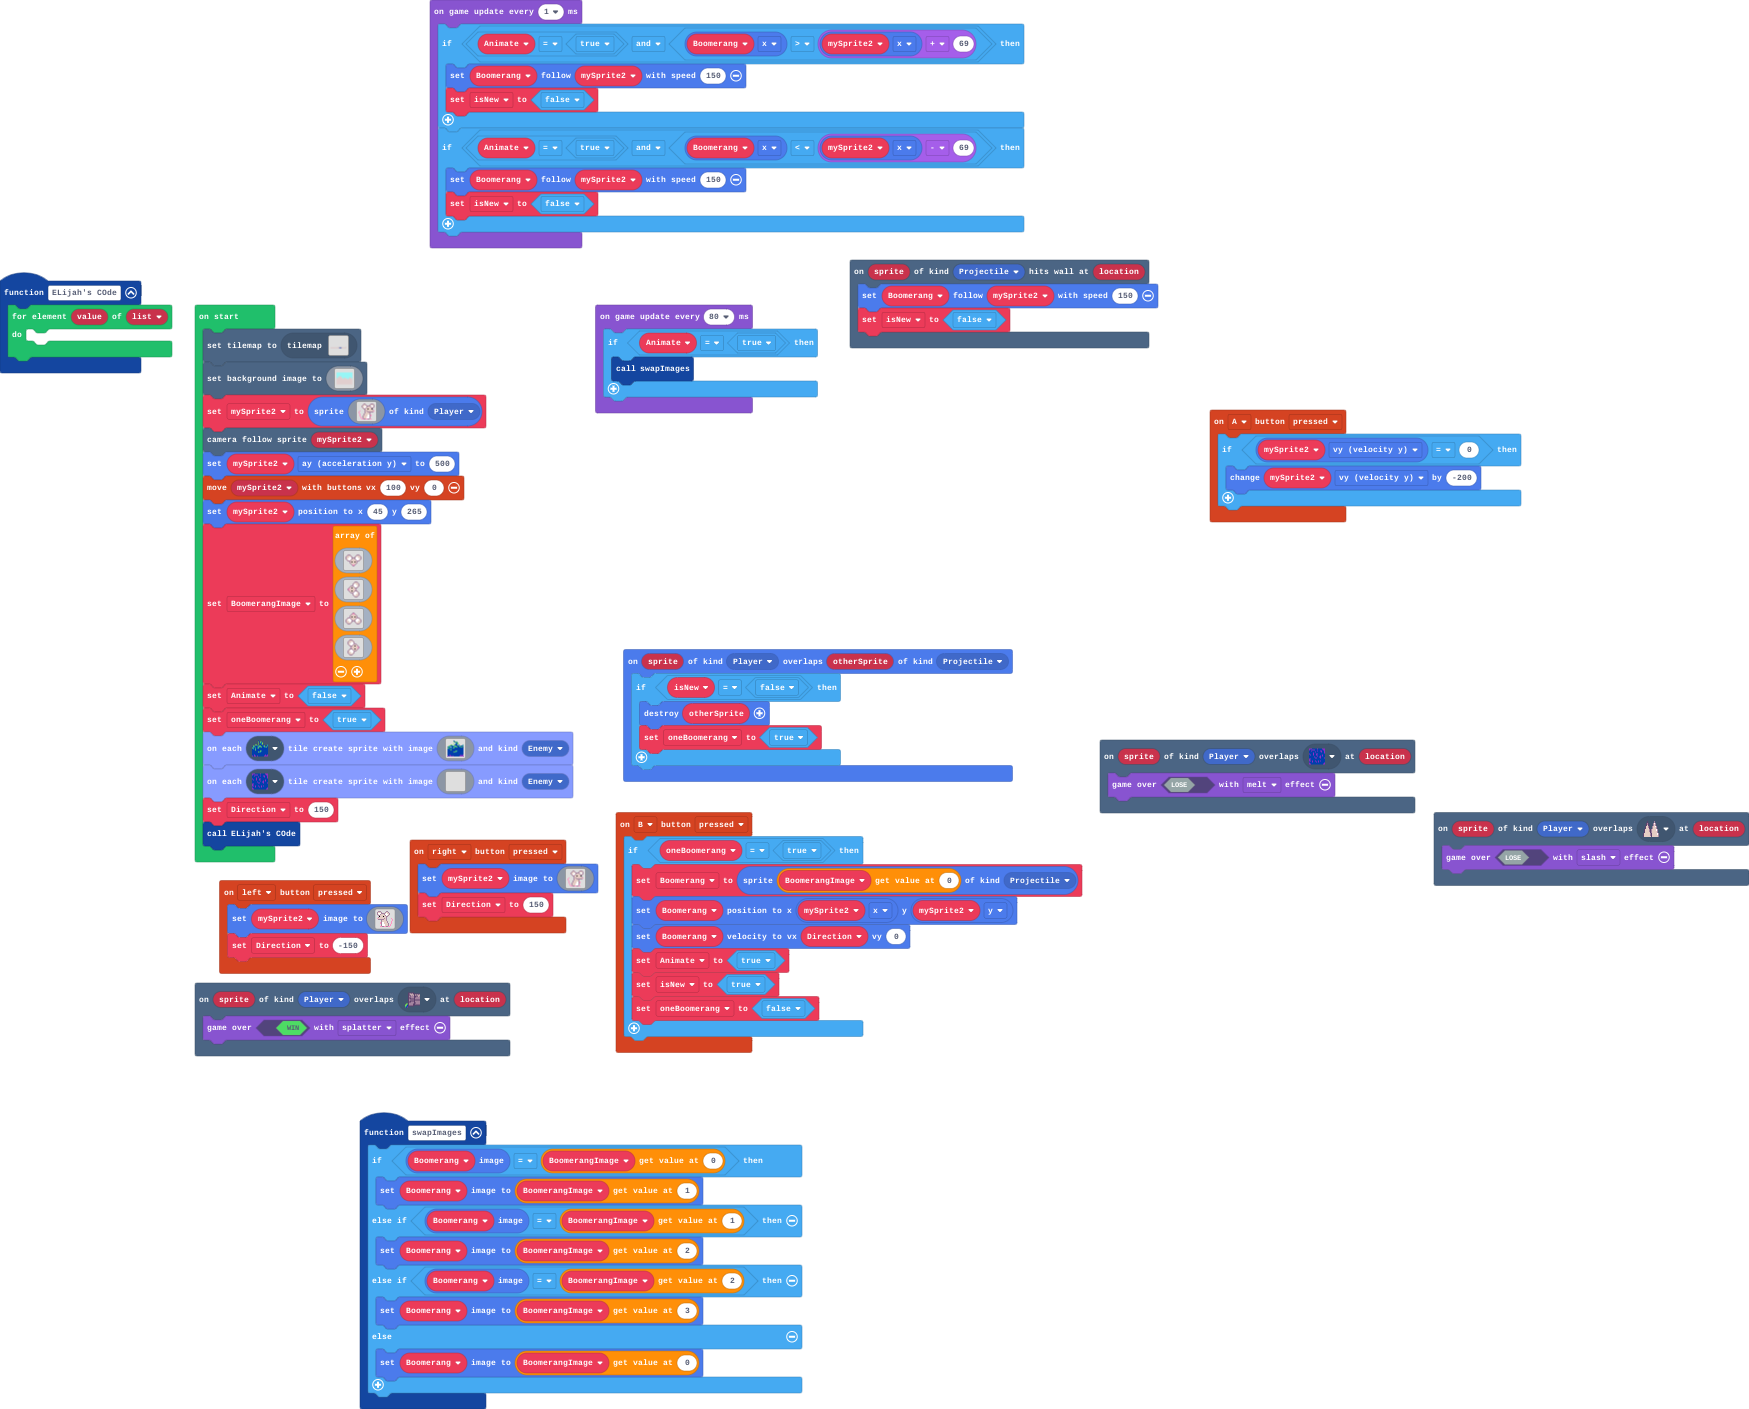 on game update every 1 ms
if Animate = true and Boomerang x > mySprite2 x + 69 then
set Boomerang follow mySprite2 with speed 150
set isNew to false
if Animate = true and Boomerang x < mySprite2 x - 69 then
set Boomerang follow mySprite2 with speed 150
set isNew to false
function ELijah's COde
for element value of list
do
on start
set tilemap to tilemap
set background image to
set mySprite2 to sprite of kind Player
camera follow sprite mySprite2
set mySprite2 ay (acceleration y) to 500
move mySprite2 with buttons vx 100 vy 0
set mySprite2 position to x 45 y 265
set BoomerangImage to array of
set Animate to false
set oneBoomerang to true
on each tile create sprite with image and kind Enemy
on each tile create sprite with image and kind Enemy
set Direction to 150
call ELijah's COde
on game update every 80 ms
if Animate = true then
call swapImages
on sprite of kind Projectile hits wall at location
set Boomerang follow mySprite2 with speed 150
set isNew to false
on A button pressed
if mySprite2 vy (velocity y) = 0 then
change mySprite2 vy (velocity y) by -200
on sprite of kind Player overlaps otherSprite of kind Projectile
if isNew = false then
destroy otherSprite
set oneBoomerang to true
on sprite of kind Player overlaps at location
game over LOSE with melt effect
on sprite of kind Player overlaps at location
game over LOSE with slash effect
on B button pressed
if oneBoomerang = true then
set Boomerang to sprite BoomerangImage get value at 0 of kind Projectile
set Boomerang position to x mySprite2 x y mySprite2 y
set Boomerang velocity to vx Direction vy 0
set Animate to true
set isNew to true
set oneBoomerang to false
on right button pressed
set mySprite2 image to
set Direction to 150
on left button pressed
set mySprite2 image to
set Direction to -150
on sprite of kind Player overlaps at location
game over WIN with splatter effect
function swapImages
if Boomerang image = BoomerangImage get value at 0 then
set Boomerang image to BoomerangImage get value at 1
else if Boomerang image = BoomerangImage get value at 1 then
set Boomerang image to BoomerangImage get value at 2
else if Boomerang image = BoomerangImage get value at 2 then
set Boomerang image to BoomerangImage get value at 3
else
set Boomerang image to BoomerangImage get value at 0